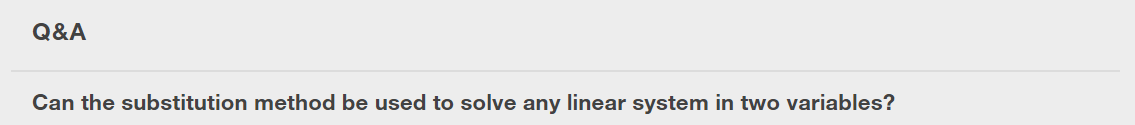 Q&A
Can the substitution method be used to solve any linear system in two variables?